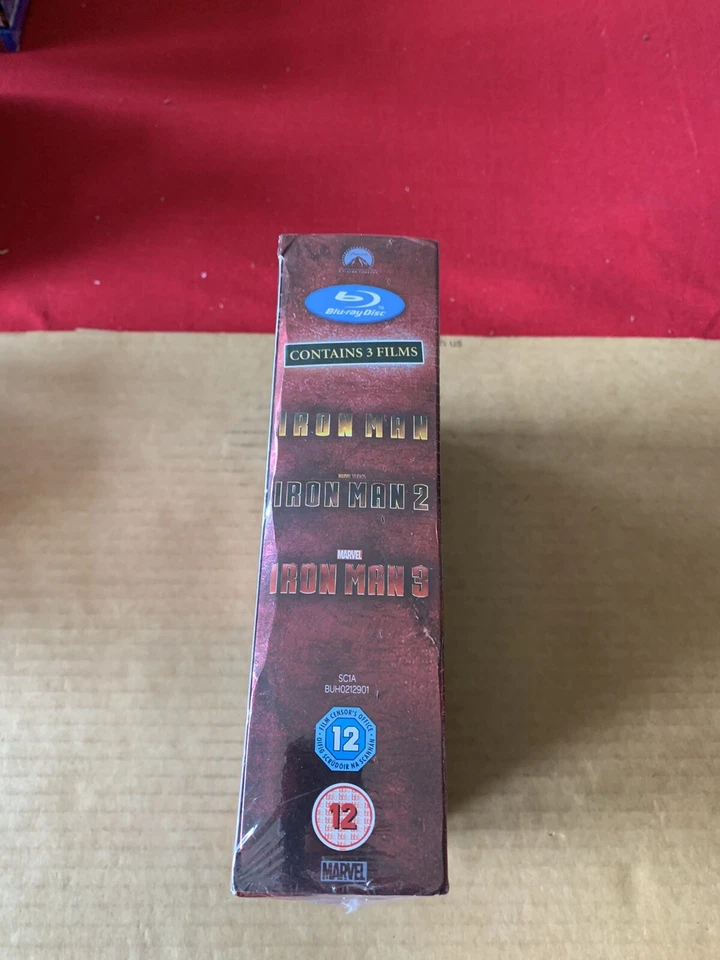 Blu-ray Disc
CONTAINS 3 FILMS
us
IRON MAN
IRON MAN 2
MARVEL
IRON MAN 3
SC1A
BUH0212901
FILM CENSOR'S OFFICE
12
OIFIG SCRÚDÓIR NA SCANNÁN
12
MARVEL